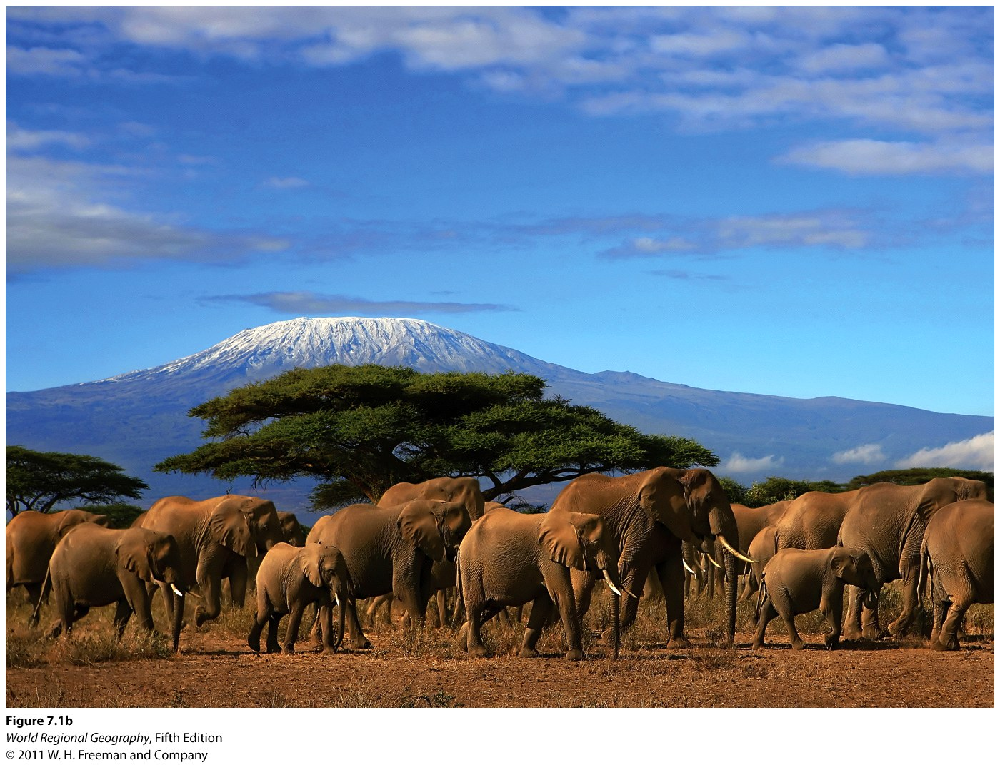 Figure 7.1b
World Regional Geography, Fifth Edition
© 2011 W. H. Freeman and Company